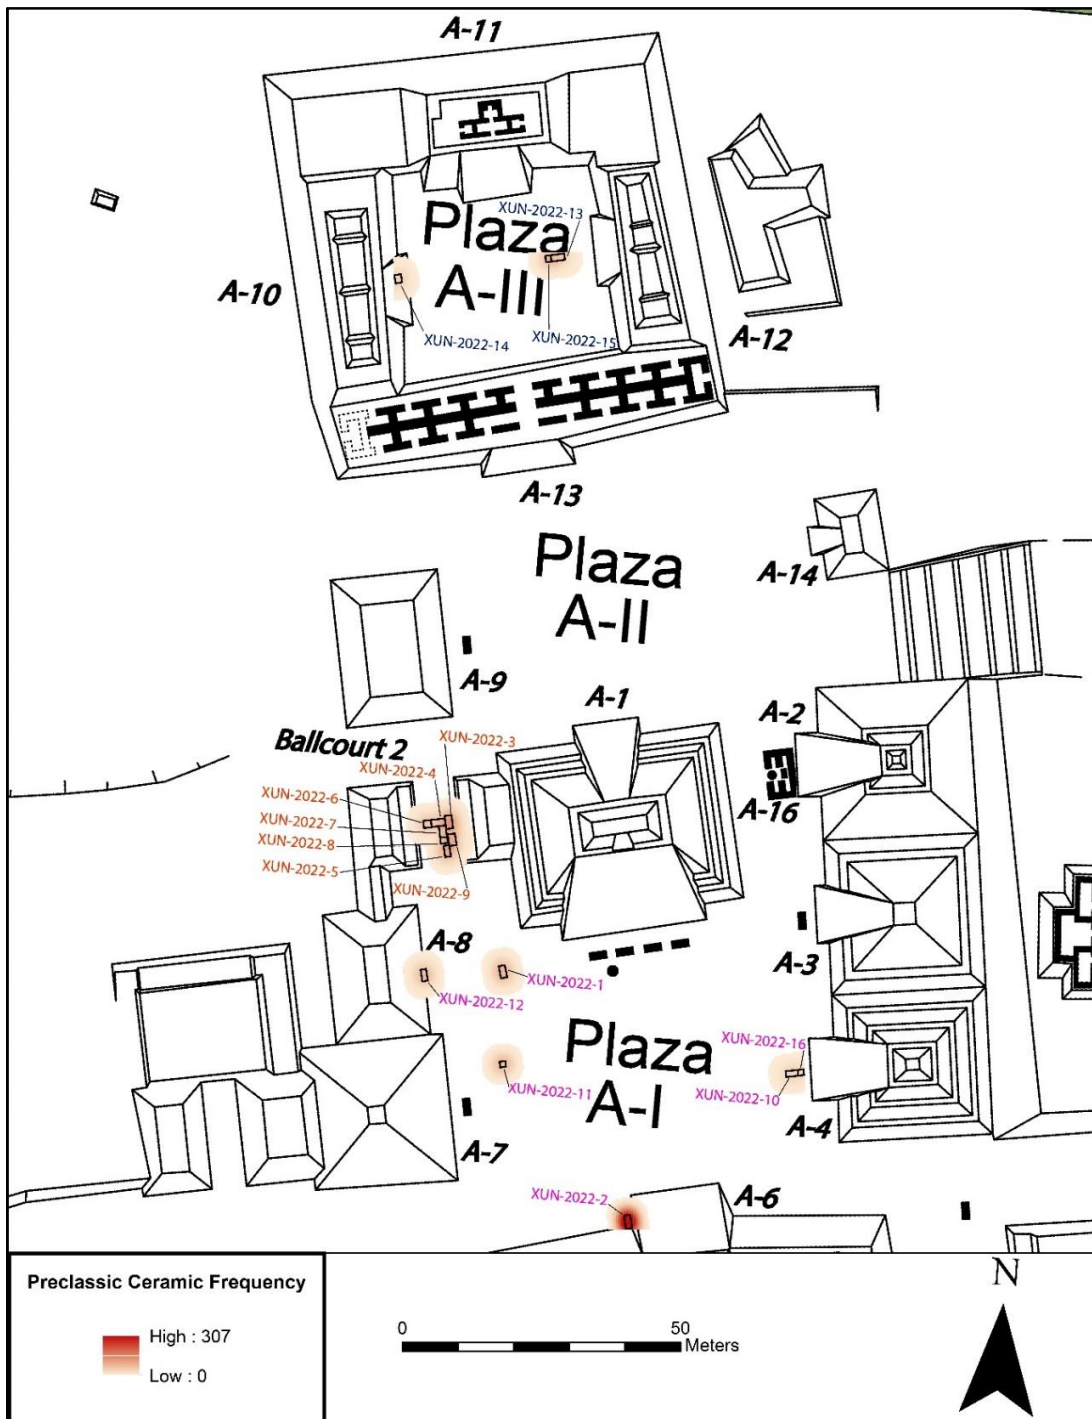 A-11
XUN-2022-13
Plaza
A-III
A-10
XUN-2022-14
XUN-2022-15
A-12
A-13
Plaza
A-II
A-14
A-9
A-1
A-2
Ballcourt 2
XUN-2022-3
XUN-2022-4
XUN-2022-6
XUN-2022-7
XUN-2022-8
XUN-2022-5
XUN-2022-9
A-16
A-8
A-3
XUN-2022-1
XUN-2022-12
Plaza
A-I
XUN-2022-16
XUN-2022-11
XUN-2022-10
A-4
A-7
XUN-2022-2
A-6
Preclassic Ceramic Frequency
High : 307
Low : 0
0
50
Meters
N